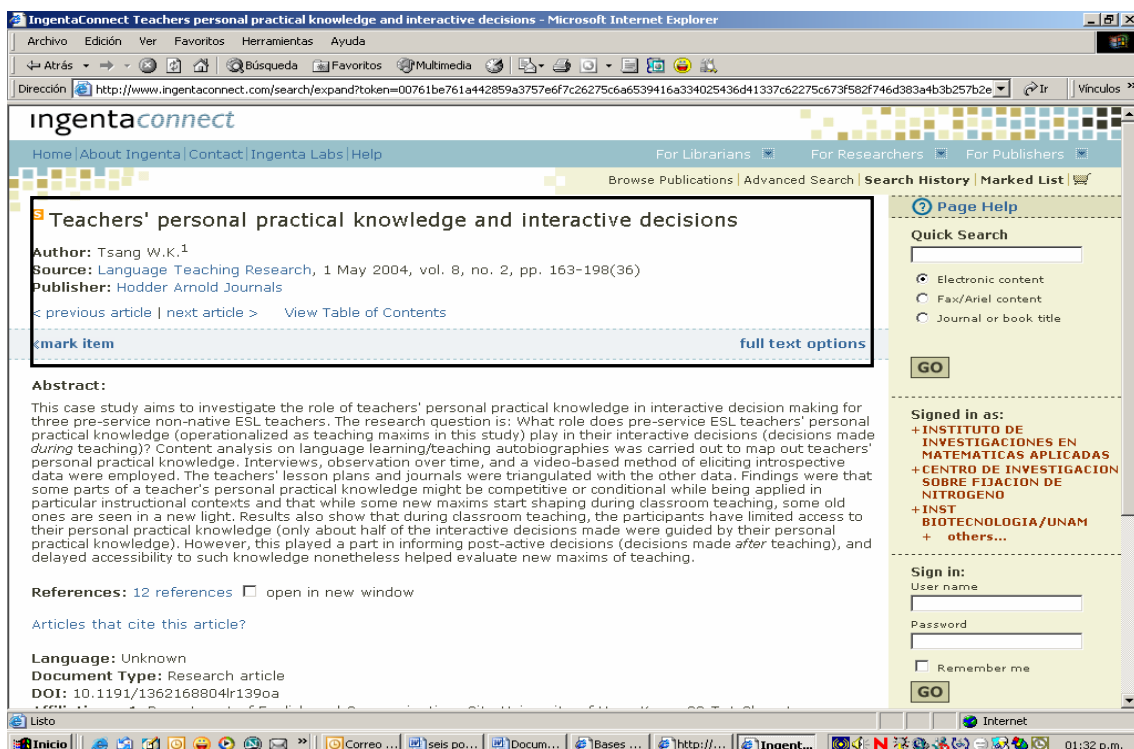 IngentaConnect Teachers personal practical knowledge and interactive decisions - Microsoft Internet Explorer
Archivo Edición Ver Favoritos Herramientas Ayuda
Atrás Búsqueda Favoritos Multimedia
Dirección http://www.ingentaconnect.com/search/expand?token=00761be761a442859a3757e6f7c26275c6a6539416a334025436d41337c62275c673f582f746d383a4b3b257b2e Ir Vínculos »
ingentaconnect
Home|About Ingenta|Contact|Ingenta Labs|Help For Librarians For Researchers For Publishers
Browse Publications|Advanced Search|Search History|Marked List|
S Teachers' personal practical knowledge and interactive decisions
Author: Tsang W.K.1
Source: Language Teaching Research, 1 May 2004, vol. 8, no. 2, pp. 163-198(36)
Publisher: Hodder Arnold Journals
< previous article | next article > View Table of Contents
mark item full text options
Abstract:
This case study aims to investigate the role of teachers' personal practical knowledge in interactive decision making for
three pre-service non-native ESL teachers. The research question is: What role does pre-service ESL teachers' personal
practical knowledge (operationalized as teaching maxims in this study) play in their interactive decisions (decisions made
during teaching)? Content analysis on language learning/teaching autobiographies was carried out to map out teachers'
personal practical knowledge. Interviews, observation over time, and a video-based method of eliciting introspective
data were employed. The teachers' lesson plans and journals were triangulated with the other data. Findings were that
some parts of a teacher's personal practical knowledge might be competitive or conditional while being applied in
particular instructional contexts and that while some new maxims start shaping during classroom teaching, some old
ones are seen in a new light. Results also show that during classroom teaching, the participants have limited access to
their personal practical knowledge (only about half of the interactive decisions made were guided by their personal
practical knowledge). However, this played a part in informing post-active decisions (decisions made after teaching), and
delayed accessibility to such knowledge nonetheless helped evaluate new maxims of teaching.
References: 12 references open in new window
Articles that cite this article?
Language: Unknown
Document Type: Research article
DOI: 10.1191/1362168804lr139oa
Page Help
Quick Search
Electronic content
Fax/Ariel content
Journal or book title
GO
Signed in as:
+INSTITUTO DE
INVESTIGACIONES EN
MATEMATICAS APLICADAS
+CENTRO DE INVESTIGACION
SOBRE FIJACION DE
NITROGENO
+INST
BIOTECNOLOGIA/UNAM
+ others...
Sign in:
User name
Password
Remember me
GO
Listo Internet
Inicio » Correo ... seis po... Docum... Bases ... http://... Ingent... 01:32 p.m.